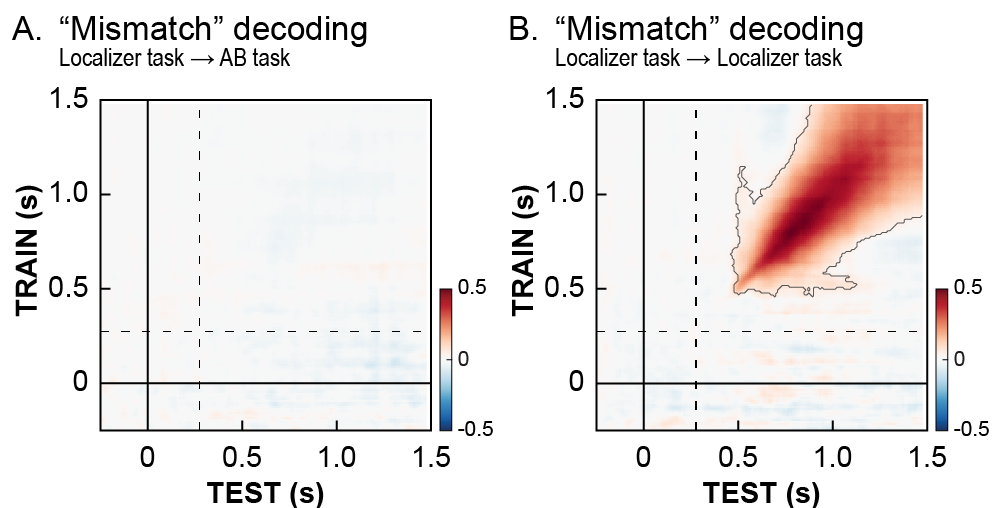 A. “Mismatch” decoding
Localizer task → AB task
1.5
1.0
0.5
0
TRAIN (s)
0 0.5 1.0 1.5
TEST (s)
0.5
0
-0.5
B. “Mismatch” decoding
Localizer task → Localizer task
1.5
1.0
0.5
0
TRAIN (s)
0 0.5 1.0 1.5
TEST (s)
0.5
0
-0.5